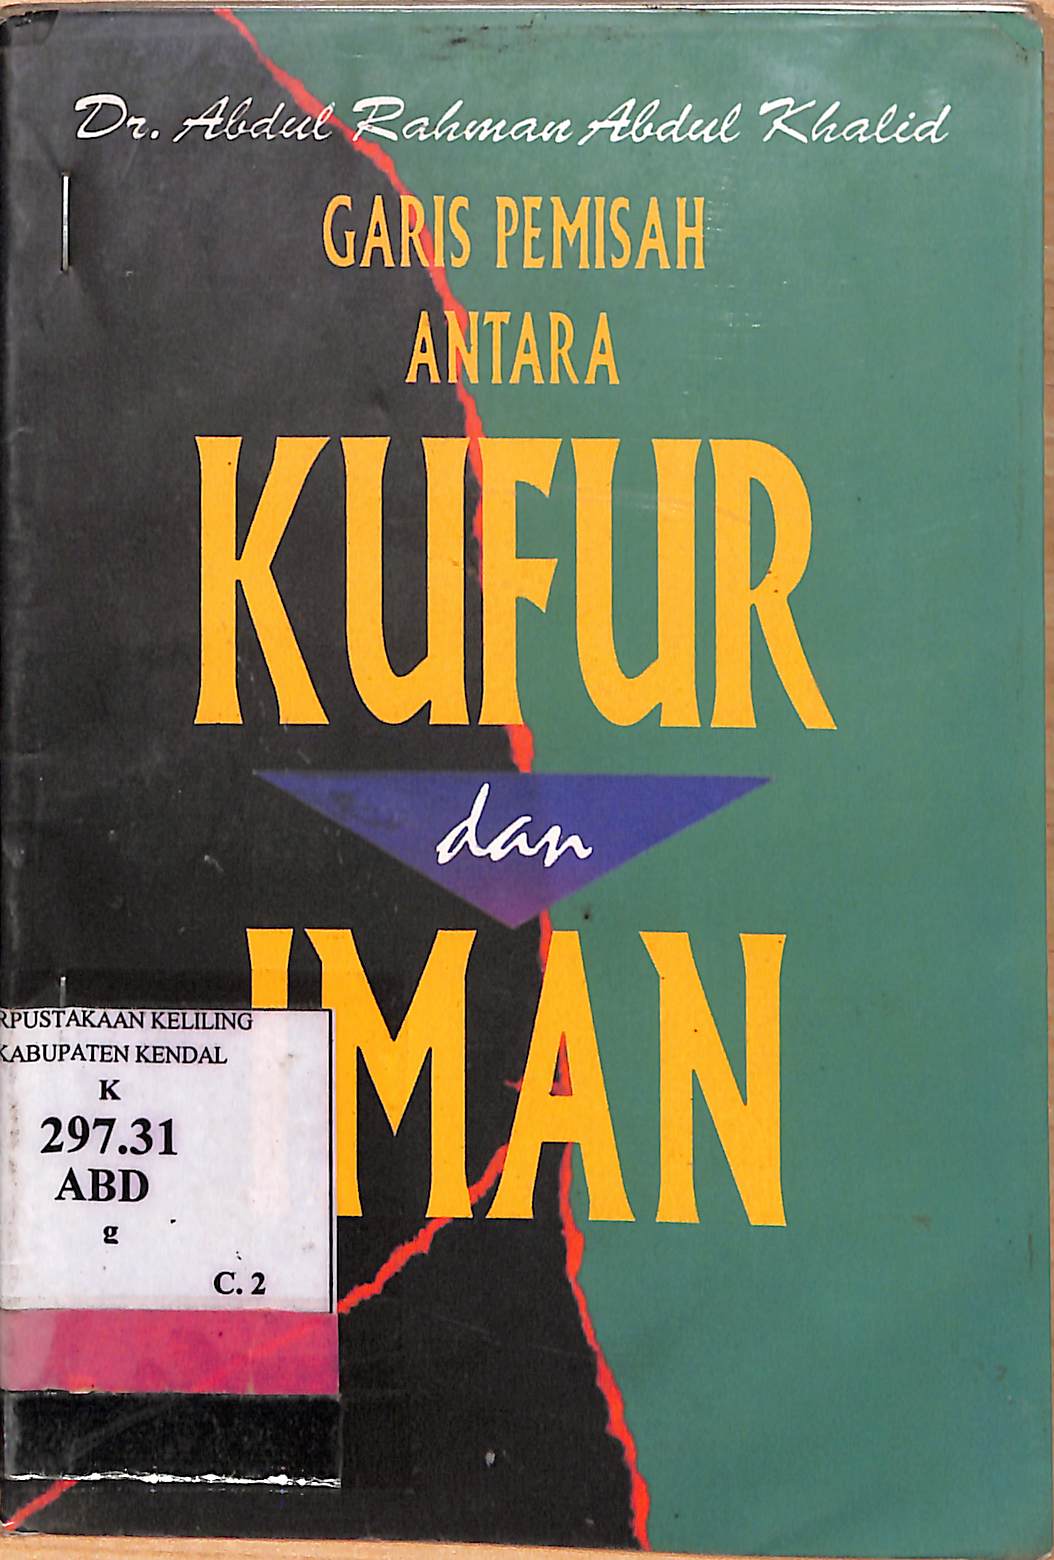 Dr. Abdul Rahman Abdul Khalid
GARIS PEMISAH
ANTARA
KUFUR
dan
IMAN
RPUSTAKAAN KELILING
KABUPATEN KENDAL
K
297.31
ABD
g
C. 2